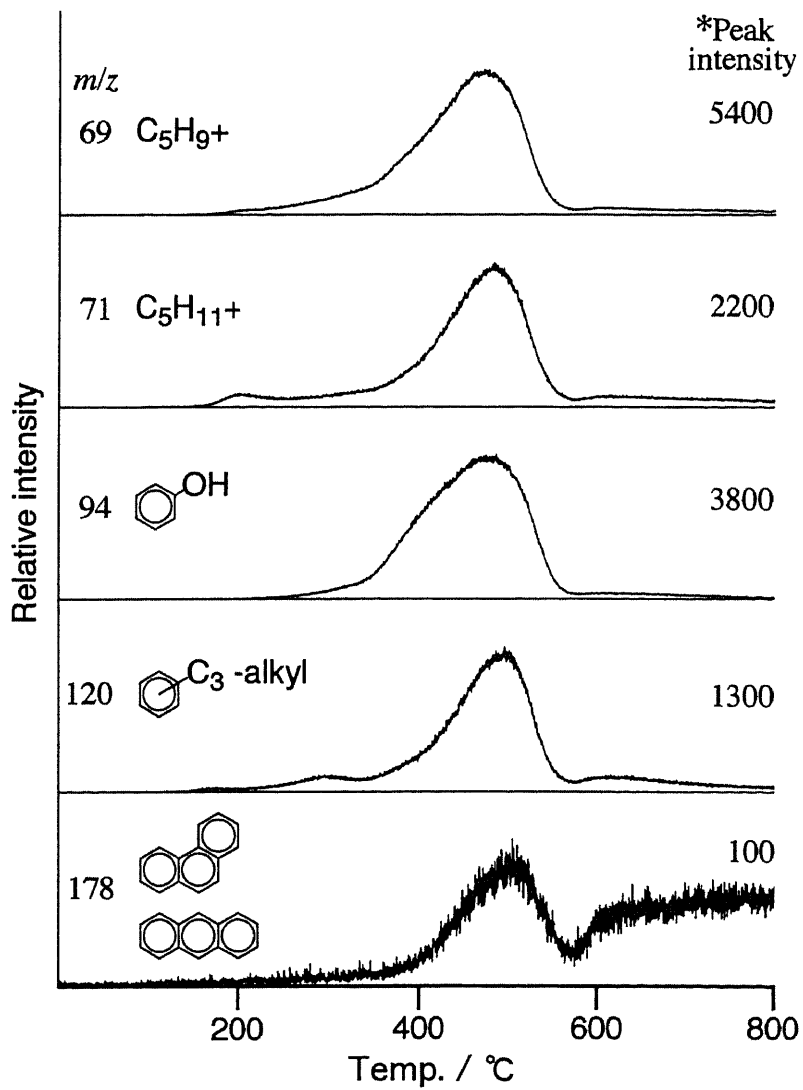 *Peak
intensity
m/z
69 C₅H₉+ 5400
71 C₅H₁₁+ 2200
94 OH 3800
120 C₃ -alkyl 1300
178 100
Relative intensity
200 400 600 800
Temp. / ℃